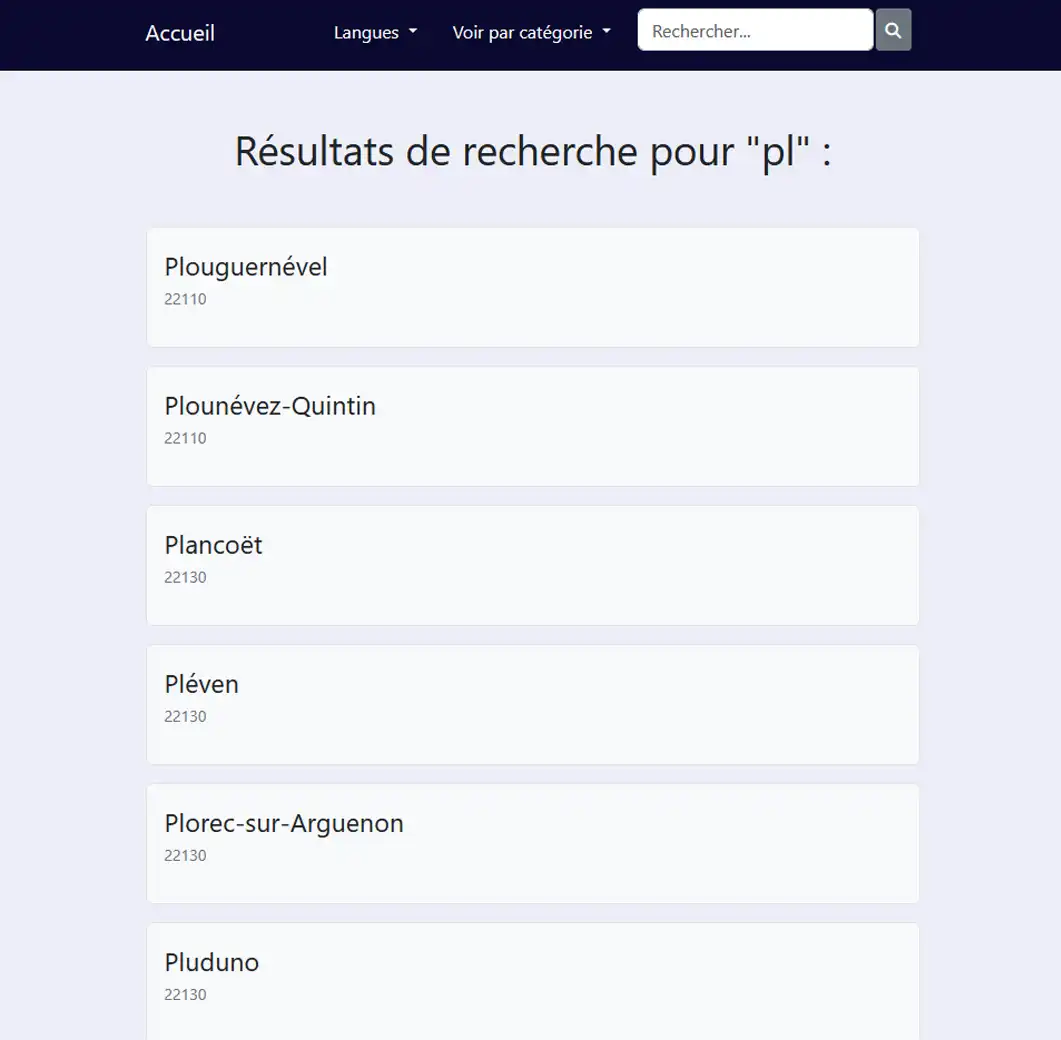 Accueil
Langues
Voir par catégorie
Rechercher...
Résultats de recherche pour "pl" :
Plouguernével
22110
Plounévez-Quintin
22110
Plancoët
22130
Pléven
22130
Plorec-sur-Arguenon
22130
Pluduno
22130